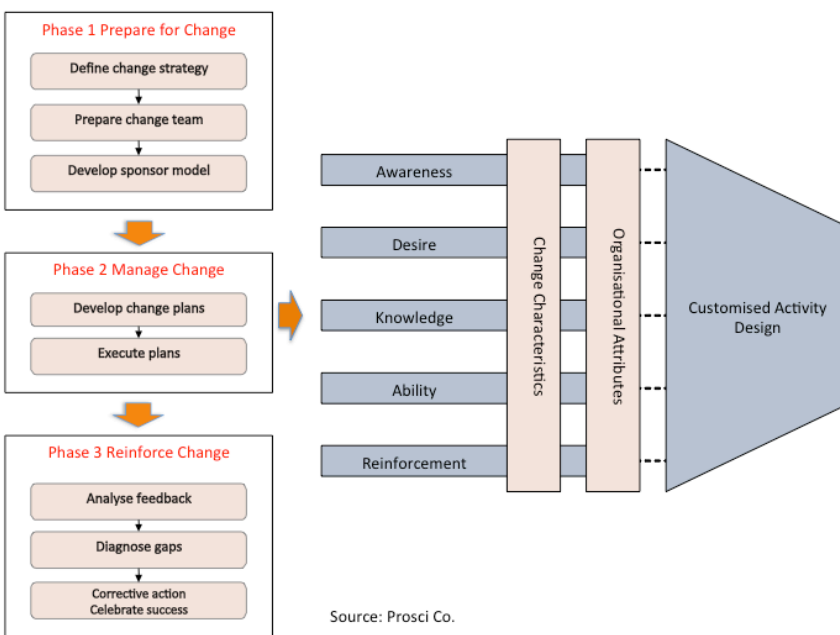 Phase 1 Prepare for Change
Define change strategy
Prepare change team
Develop sponsor model
Phase 2 Manage Change
Develop change plans
Execute plans
Phase 3 Reinforce Change
Analyse feedback
Diagnose gaps
Corrective action
Celebrate success
Awareness
Desire
Knowledge
Ability
Reinforcement
Change Characteristics
Organisational Attributes
Customised Activity
Design
Source: Prosci Co.